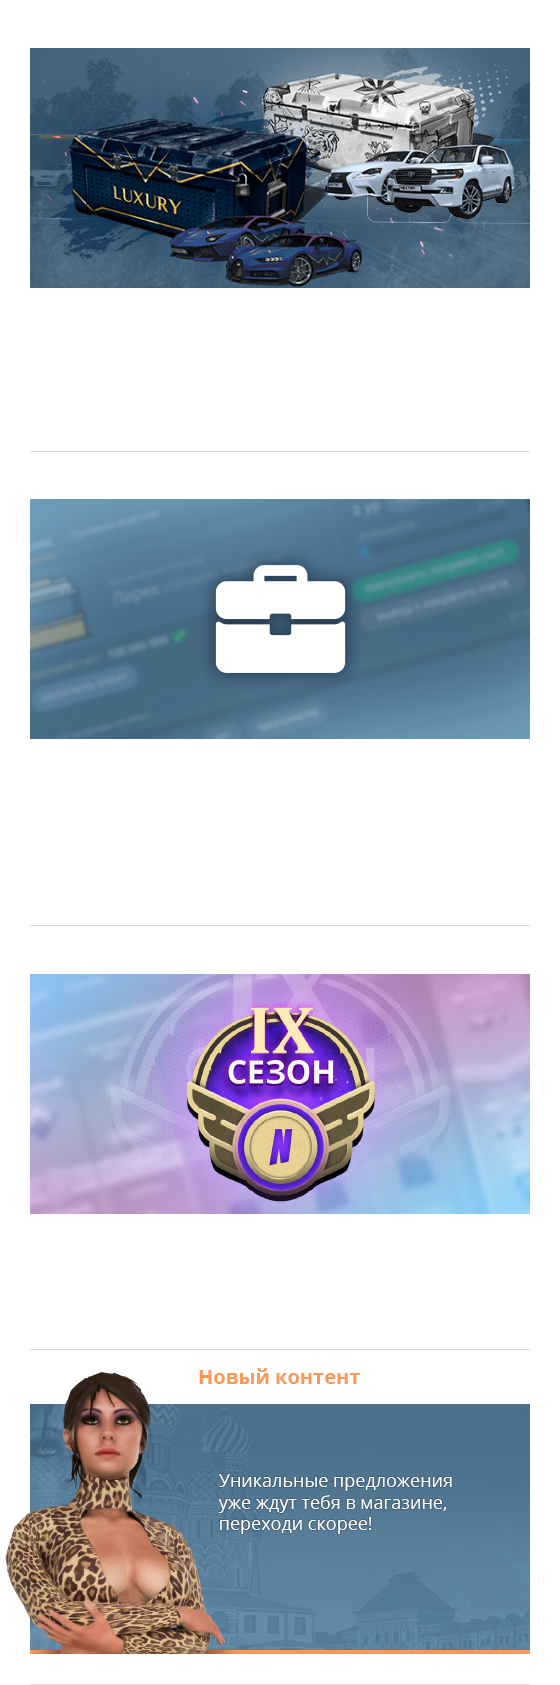 LUXURY
IX
СЕЗОН
N
Новый контент
Уникальные предложения
уже ждут тебя в магазине,
переходи скорее!